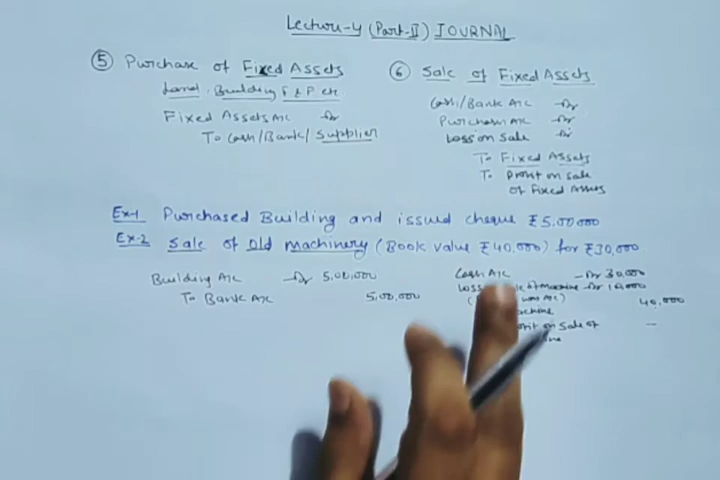 Lecture-4 (Part-II) JOURNAL
⑤ Purchase of Fixed Assets
Land, Building F & P etc
Fixed Assets A/c Dr
To Cash/Bank/Supplier
⑥ Sale of Fixed Assets
Cash/Bank A/c Dr
Purchaser A/c Dr
Loss on Sale Dr
To Fixed Assets
To Profit on sale
of Fixed Assets
Ex-1 Purchased Building and issued cheque ₹5,00,000
Ex-2 Sale of Old Machinery (Book value ₹40,000) for ₹30,000
Building A/c Dr 5,00,000
To Bank A/c 5,00,000
Cash A/c Dr 30,000
Loss Dr 10,000
40,000
on Sale of
—